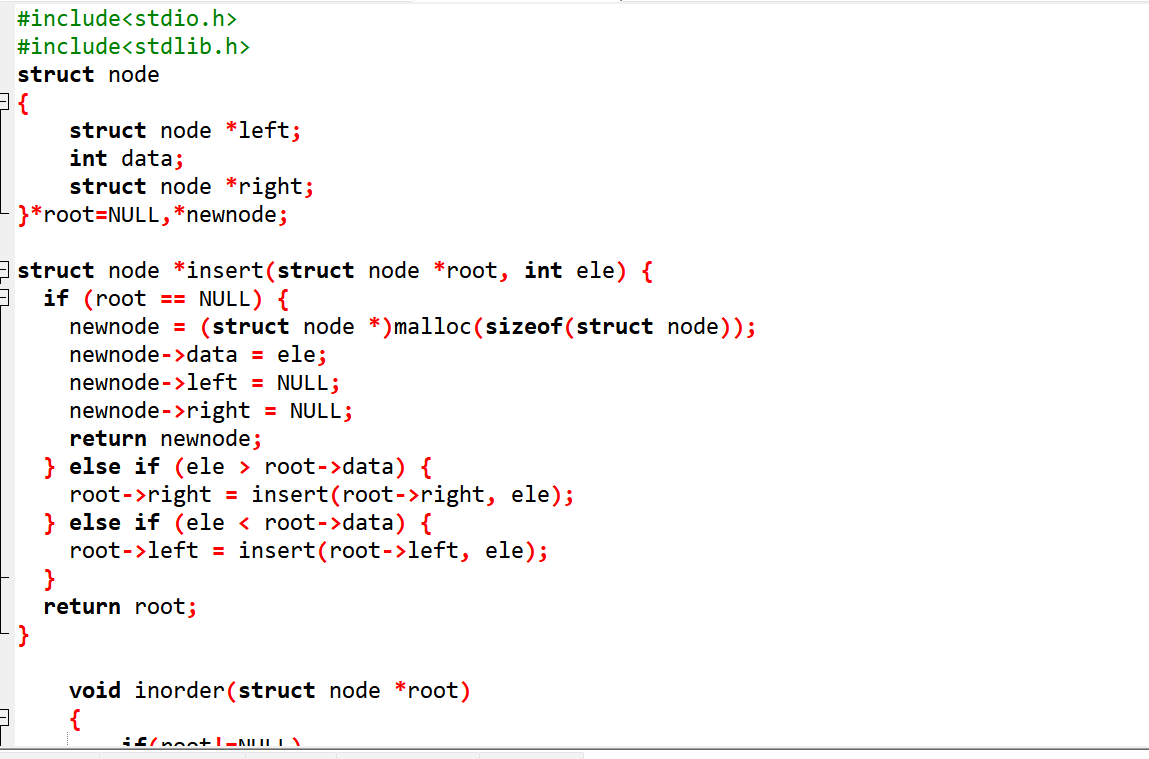 #include<stdio.h>
#include<stdlib.h>
struct node
{
    struct node *left;
    int data;
    struct node *right;
}*root=NULL,*newnode;

struct node *insert(struct node *root, int ele) {
  if (root == NULL) {
    newnode = (struct node *)malloc(sizeof(struct node));
    newnode->data = ele;
    newnode->left = NULL;
    newnode->right = NULL;
    return newnode;
  } else if (ele > root->data) {
    root->right = insert(root->right, ele);
  } else if (ele < root->data) {
    root->left = insert(root->left, ele);
  }
  return root;
}

    void inorder(struct node *root)
    {
        if(root!=NULL)